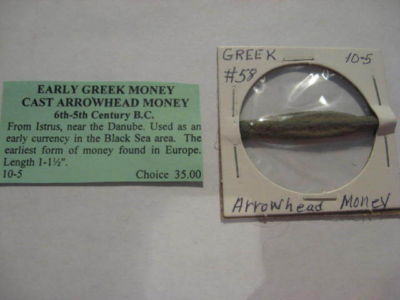 EARLY GREEK MONEY
CAST ARROWHEAD MONEY
6th-5th Century B.C.
From Istrus, near the Danube. Used as an
early currency in the Black Sea area. The
earliest form of money found in Europe.
Length 1-1½".
10-5 Choice 35.00
GREEK 10-5
#58
Arrowhead Money